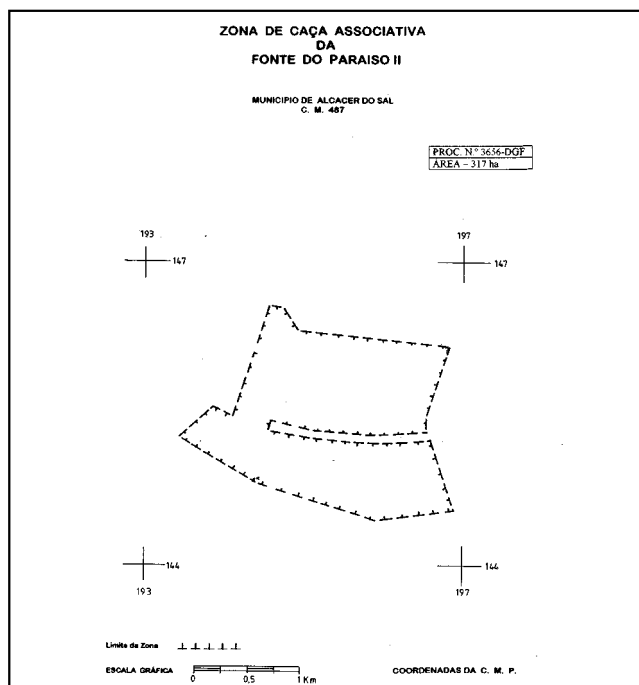 ZONA DE CAÇA ASSOCIATIVA
DA
FONTE DO PARAISO II
MUNICIPIO DE ALCACER DO SAL
C. M. 487
PROC. N.º 3656-DGF
AREA - 317 ha
193
147
197
147
144
193
144
197
Limite da Zona
ESCALA GRÁFICA
0
0,5
1 Km
COORDENADAS DA C. M. P.